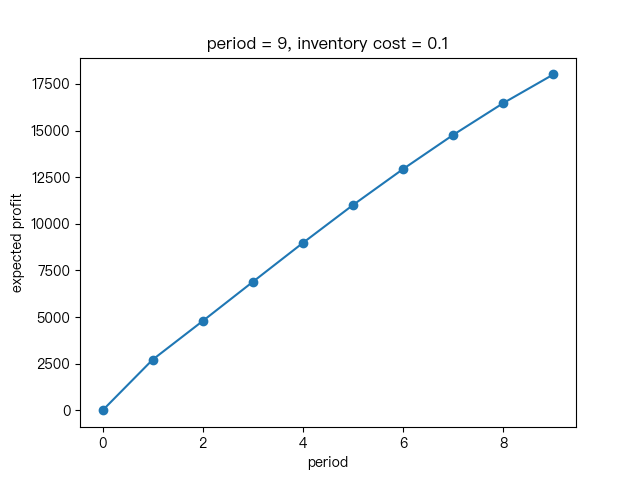 period = 9, inventory cost = 0.1
17500
15000
12500
10000
7500
5000
2500
0
expected profit
0 2 4 6 8
period